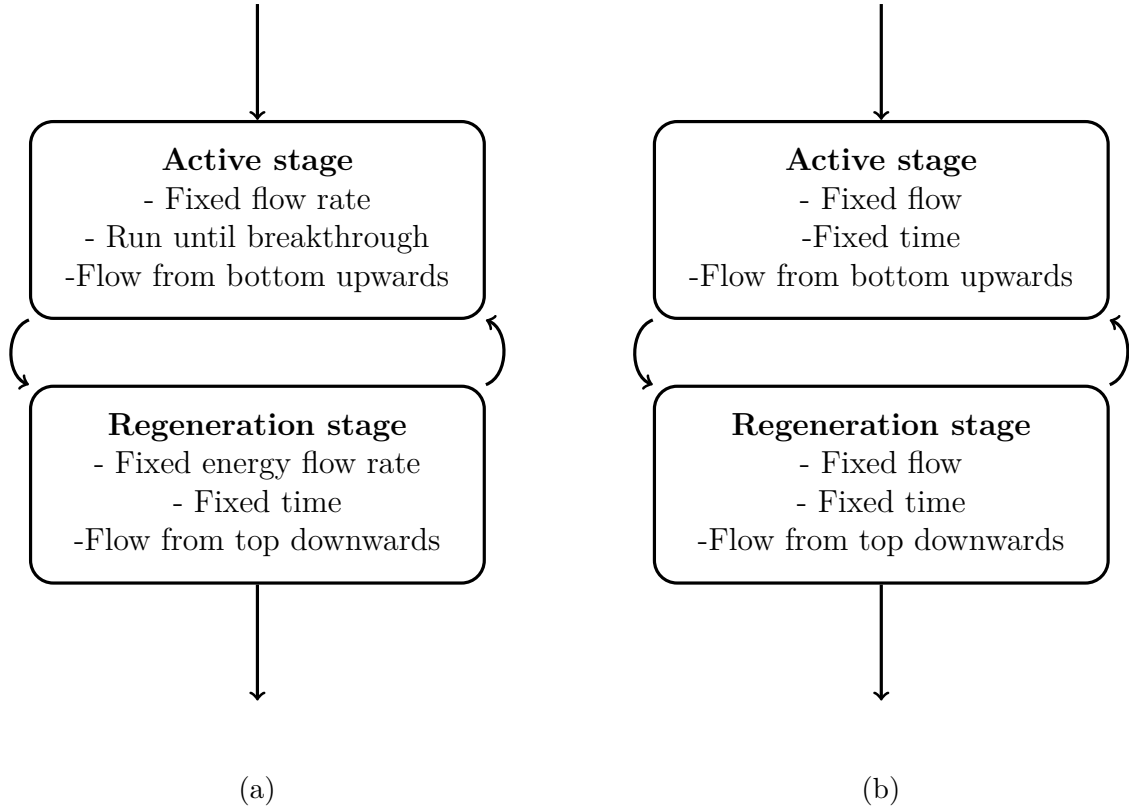 Active stage
- Fixed flow rate
- Run until breakthrough
-Flow from bottom upwards
Regeneration stage
- Fixed energy flow rate
- Fixed time
-Flow from top downwards
(a)
Active stage
- Fixed flow
-Fixed time
-Flow from bottom upwards
Regeneration stage
- Fixed flow
- Fixed time
-Flow from top downwards
(b)